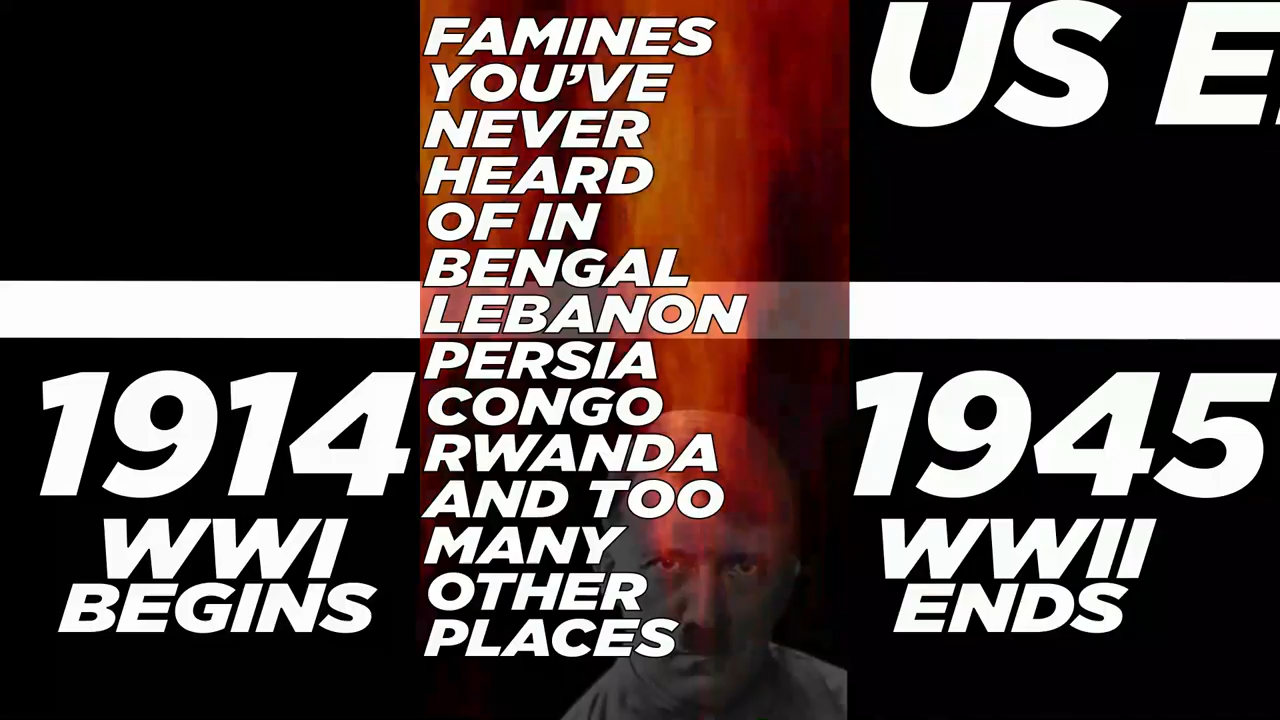 FAMINES
YOU'VE
NEVER
HEARD
OF IN
BENGAL
LEBANON
PERSIA
CONGO
RWANDA
AND TOO
MANY
OTHER
PLACES
US
1914
WWI
BEGINS
1945
WWII
ENDS